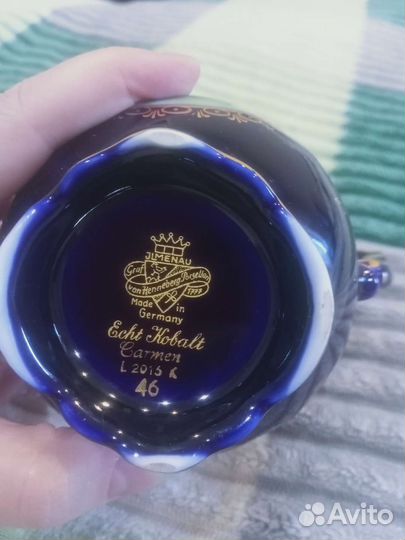 JLMENAU
Graf
von Henneberg Porzellan
1777
Made in
Germany
Echt Kobalt
Carmen
L 2015 K
46
Avito